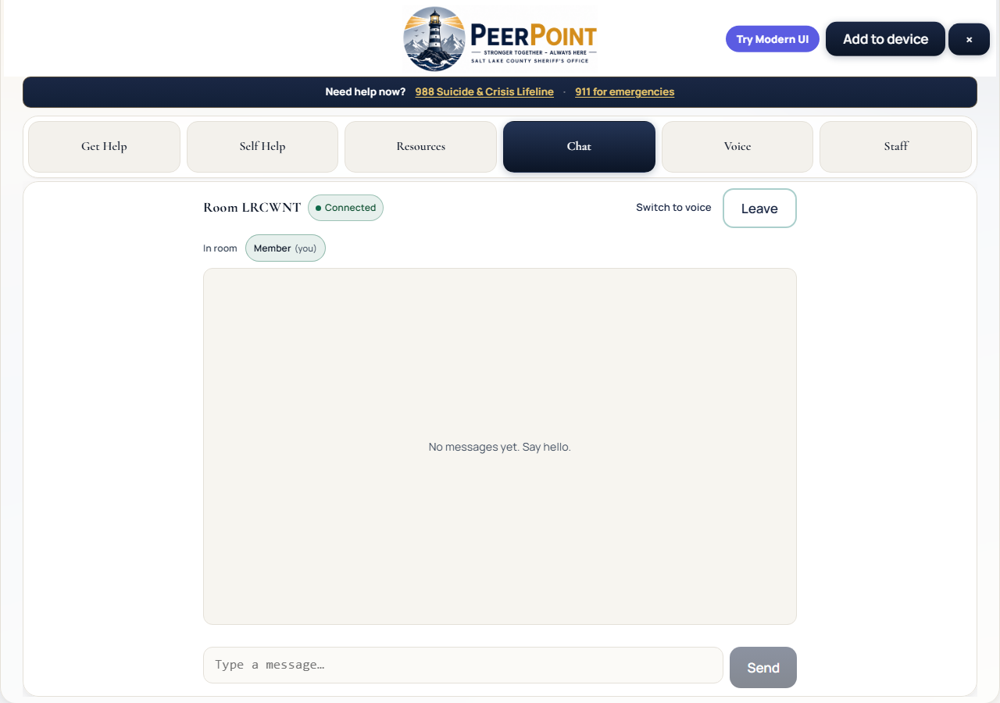 PEERPOINT
STRONGER TOGETHER – ALWAYS HERE
SALT LAKE COUNTY SHERIFF'S OFFICE
Try Modern UI
Add to device
×
Need help now? 988 Suicide & Crisis Lifeline · 911 for emergencies
Get Help
Self Help
Resources
Chat
Voice
Staff
Room LRCWNT
Connected
Switch to voice
Leave
In room
Member (you)
No messages yet. Say hello.
Type a message…
Send